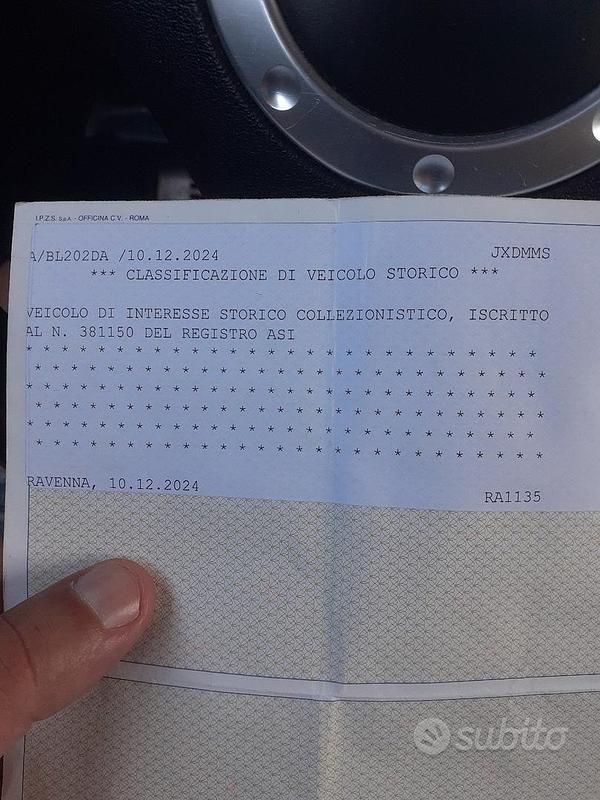 I.P.Z.S. S.p.A. - OFFICINA C.V. - ROMA
A/BL202DA /10.12.2024 JXDMMS
*** CLASSIFICAZIONE DI VEICOLO STORICO ***
VEICOLO DI INTERESSE STORICO COLLEZIONISTICO, ISCRITTO
AL N. 381150 DEL REGISTRO ASI
* * * * * * * * * * * * * * * * * * * * * * * * * * * * *
* * * * * * * * * * * * * * * * * * * * * * * * * * * * *
* * * * * * * * * * * * * * * * * * * * * * * * * * * * *
* * * * * * * * * * * * * * * * * * * * * * * * * * * * *
* * * * * * * * * * * * * * * * * * * * * * * * * * * * *
* * * * * * * * * * * * * * * * * * * * * * * * * * * * *
RAVENNA, 10.12.2024 RA1135
subito